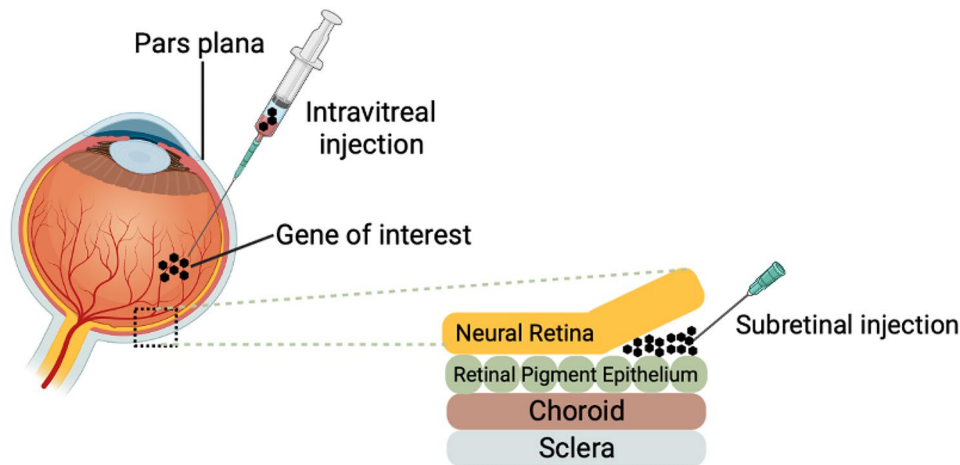 Pars plana
Intravitreal
injection
Gene of interest
Neural Retina
Subretinal injection
Retinal Pigment Epithelium
Choroid
Sclera